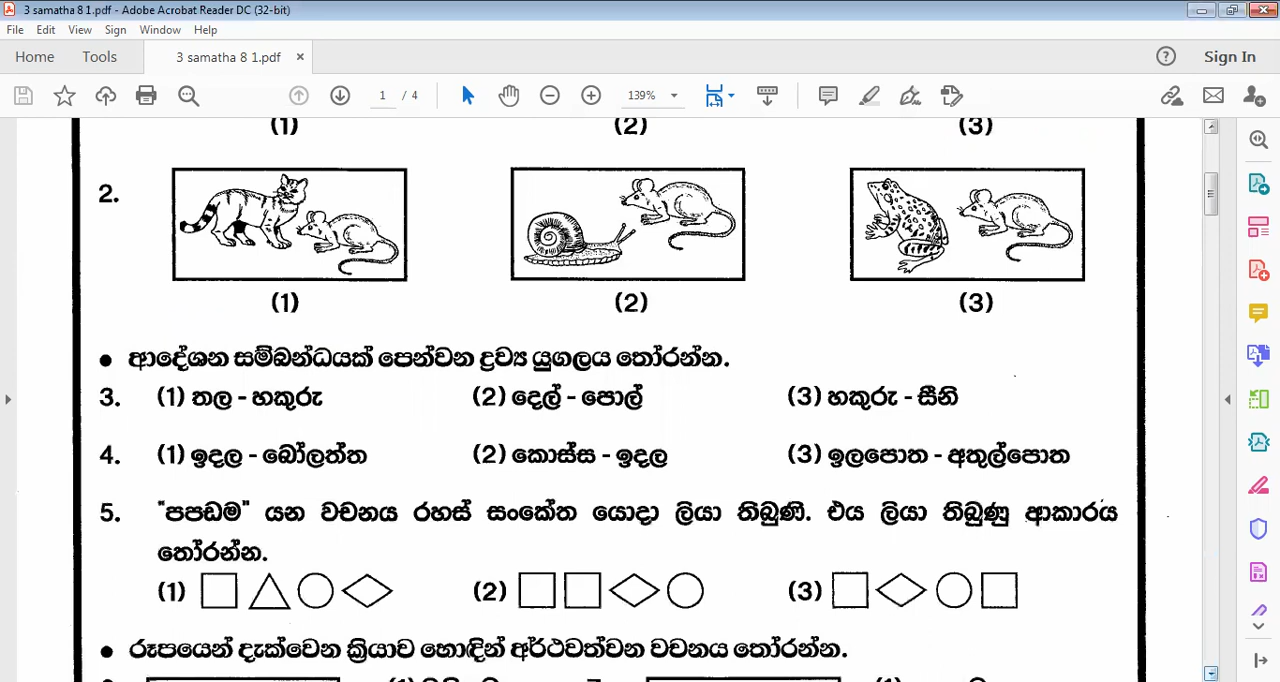 3 samatha 8 1.pdf - Adobe Acrobat Reader DC (32-bit)
File Edit View Sign Window Help
Home Tools 3 samatha 8 1.pdf × Sign In
1 / 4 139%
(1) (2) (3)
2.
(1) (2) (3)
• ආදේශන සම්බන්ධයක් පෙන්වන ද්‍රව්‍ය යුගලය තෝරන්න.
3. (1) තල - හකුරු (2) දෙල් - පොල් (3) හකුරු - සීනි
4. (1) ඉදල - බෝලත්ත (2) කොස්ස - ඉදල (3) ඉලපොත - අතුල්පොත
5. "පපඩම" යන වචනය රහස් සංකේත යොදා ලියා තිබුණි. එය ලියා තිබුණු ආකාරය
තෝරන්න.
(1) (2) (3)
• රූපයෙන් දැක්වෙන ක්‍රියාව හොඳින් අර්ථවත්වන වචනය තෝරන්න.